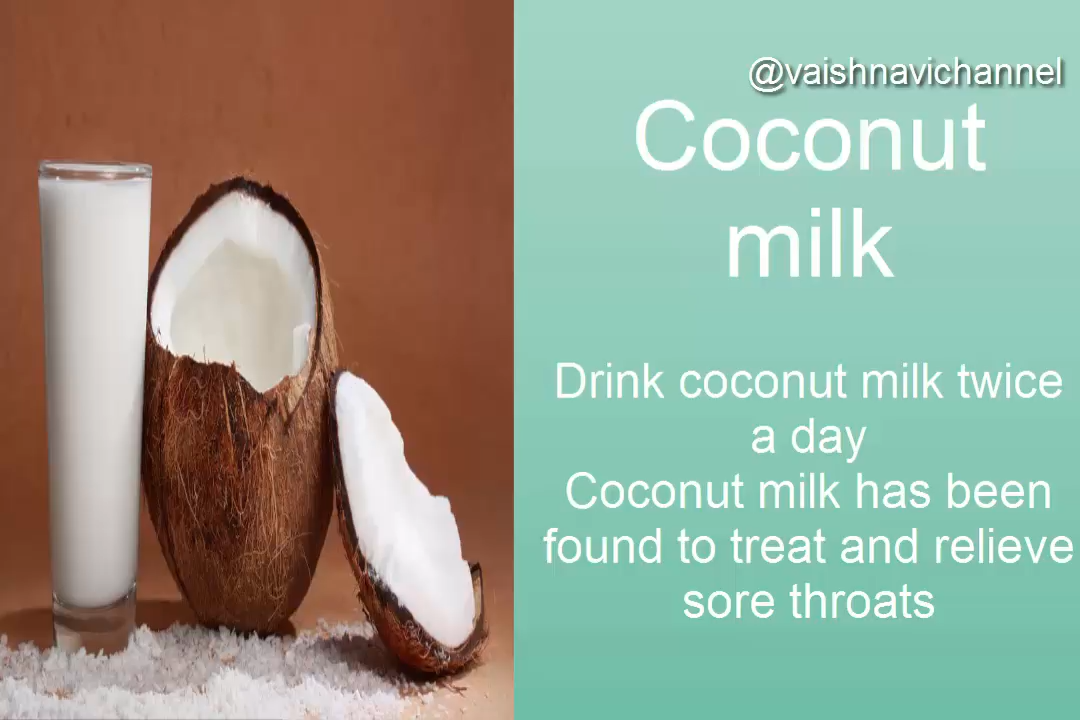 @vaishnavichannel
Coconut
milk
Drink coconut milk twice
a day
Coconut milk has been
found to treat and relieve
sore throats